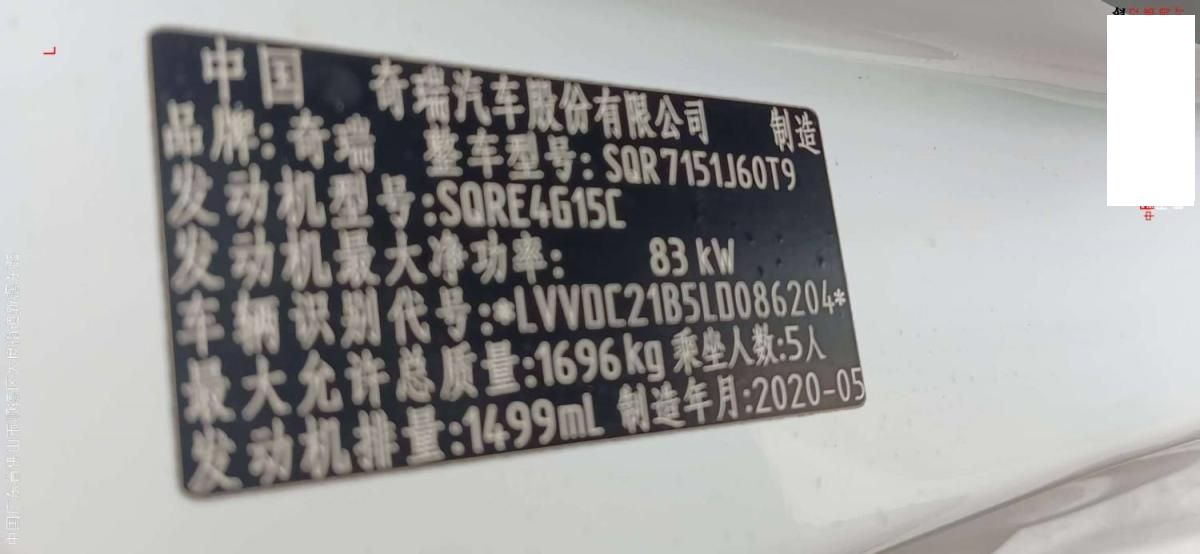 中国 奇瑞汽车股份有限公司 制造
品牌:奇瑞 整车型号:SQR7151J60T9
发动机型号:SQRE4G15C
发动机最大净功率: 83 kW
车辆识别代号:*LVVDC21B5LD086204*
最大允许总质量:1696kg 乘坐人数:5人
发动机排量:1499mL 制造年月:2020-05